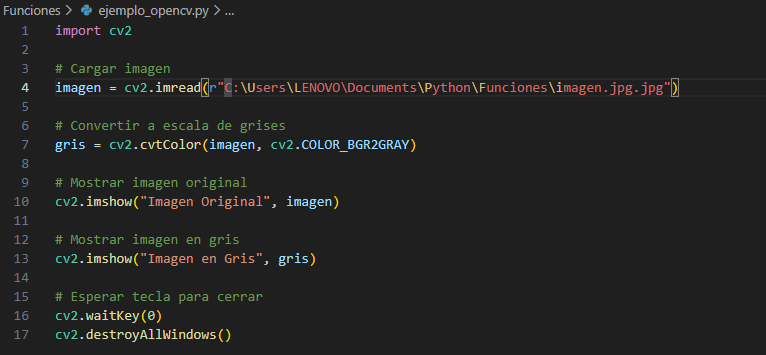 Funciones > ejemplo_opencv.py > ...
1 import cv2
2
3 # Cargar imagen
4 imagen = cv2.imread(r"C:\Users\LENOVO\Documents\Python\Funciones\imagen.jpg.jpg")
5
6 # Convertir a escala de grises
7 gris = cv2.cvtColor(imagen, cv2.COLOR_BGR2GRAY)
8
9 # Mostrar imagen original
10 cv2.imshow("Imagen Original", imagen)
11
12 # Mostrar imagen en gris
13 cv2.imshow("Imagen en Gris", gris)
14
15 # Esperar tecla para cerrar
16 cv2.waitKey(0)
17 cv2.destroyAllWindows()